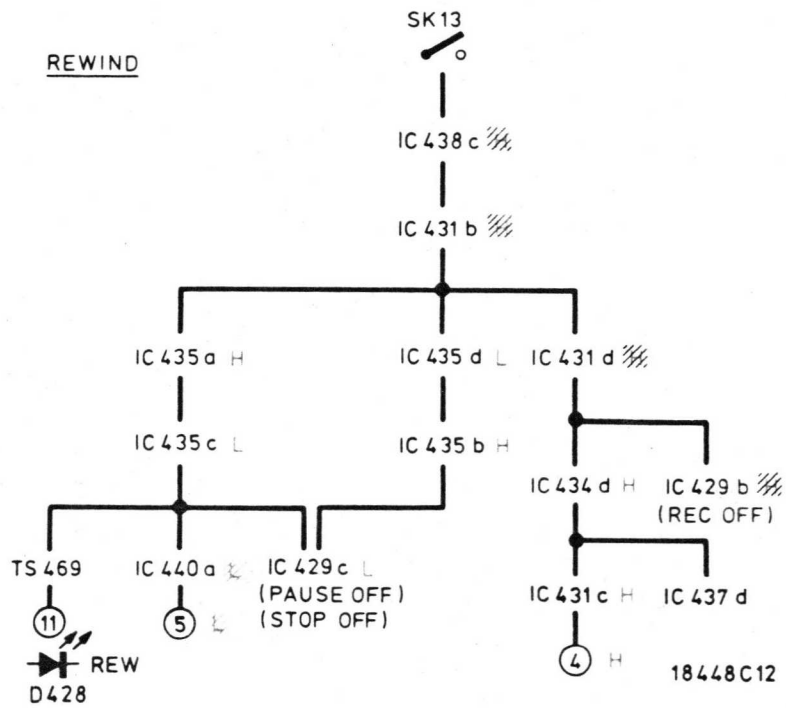 SK13
REWIND
IC 438 c
IC 431 b
IC 435 a H
IC 435 d L
IC 431 d
IC 435 c L
IC 435 b H
IC 434 d H
IC 429 b
(REC OFF)
TS 469
IC 440 a
IC 429 c L
(PAUSE OFF)
(STOP OFF)
IC 431 c H
IC 437 d
11
5
4 H
REW
D428
18448C12